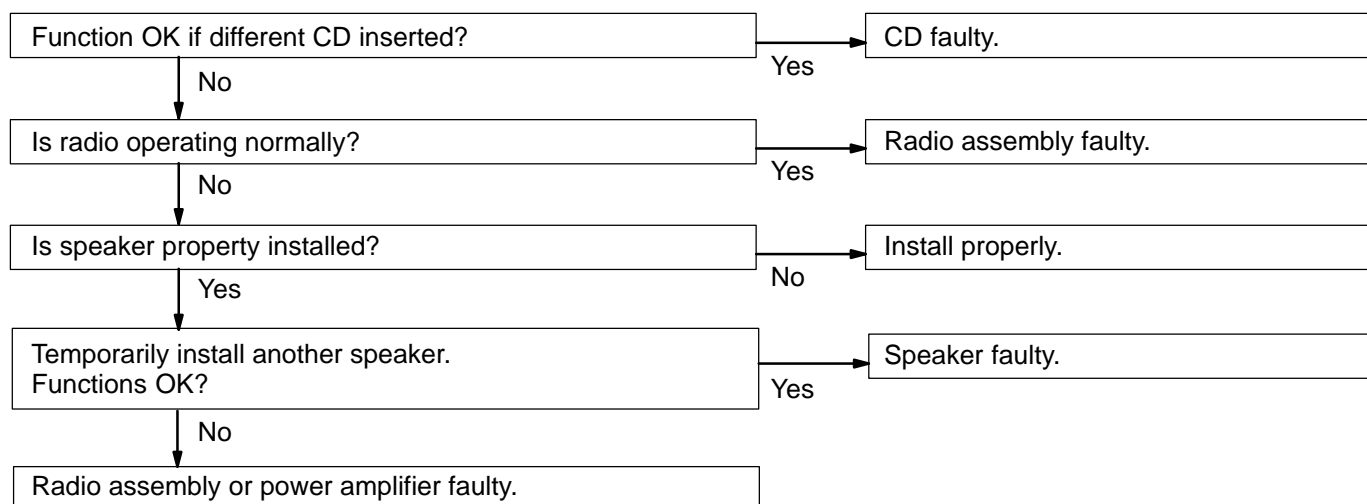 Function OK if different CD inserted?
Yes
CD faulty.
No
Is radio operating normally?
Yes
Radio assembly faulty.
No
Is speaker property installed?
No
Install properly.
Yes
Temporarily install another speaker.
Functions OK?
Yes
Speaker faulty.
No
Radio assembly or power amplifier faulty.